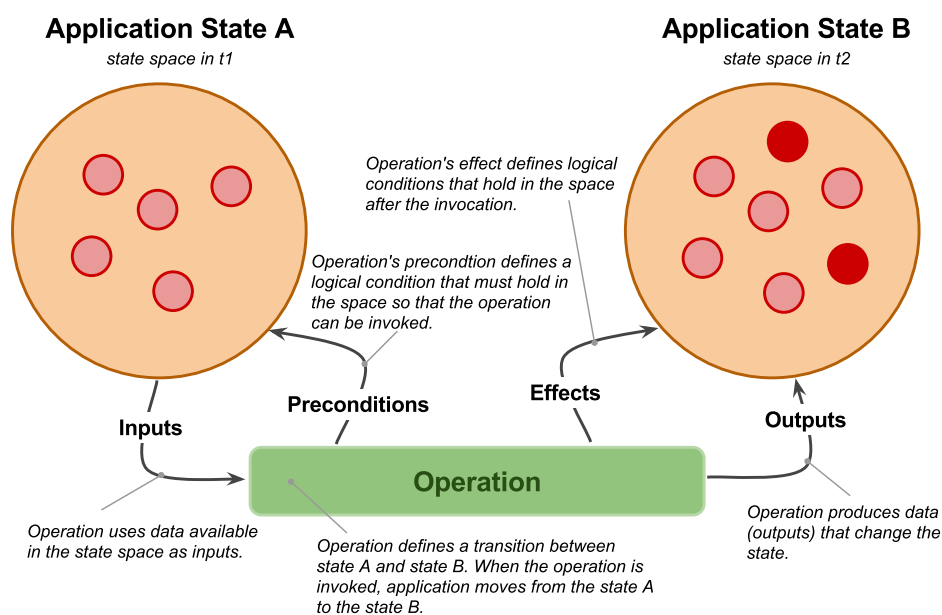 Application State A
state space in t1
Application State B
state space in t2
Operation's effect defines logical
conditions that hold in the space
after the invocation.
Operation's precondtion defines a
logical condition that must hold in
the space so that the operation
can be invoked.
Inputs
Preconditions
Effects
Outputs
Operation
Operation uses data available
in the state space as inputs.
Operation defines a transition between
state A and state B. When the operation is
invoked, application moves from the state A
to the state B.
Operation produces data
(outputs) that change the
state.